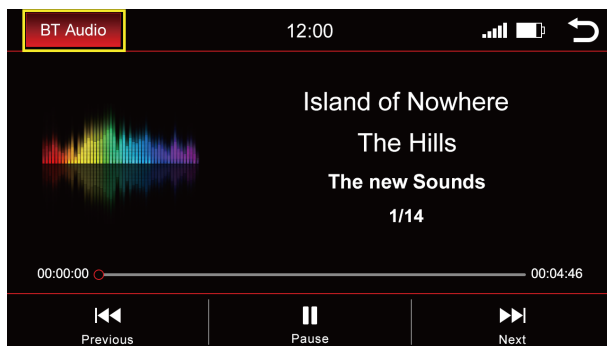 BT Audio 12:00
Island of Nowhere
The Hills
The new Sounds
1/14
00:00:00 00:04:46
Previous Pause Next